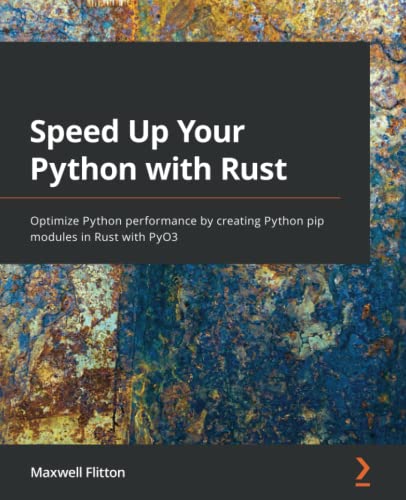 Speed Up Your
Python with Rust
Optimize Python performance by creating Python pip
modules in Rust with PyO3
Maxwell Flitton